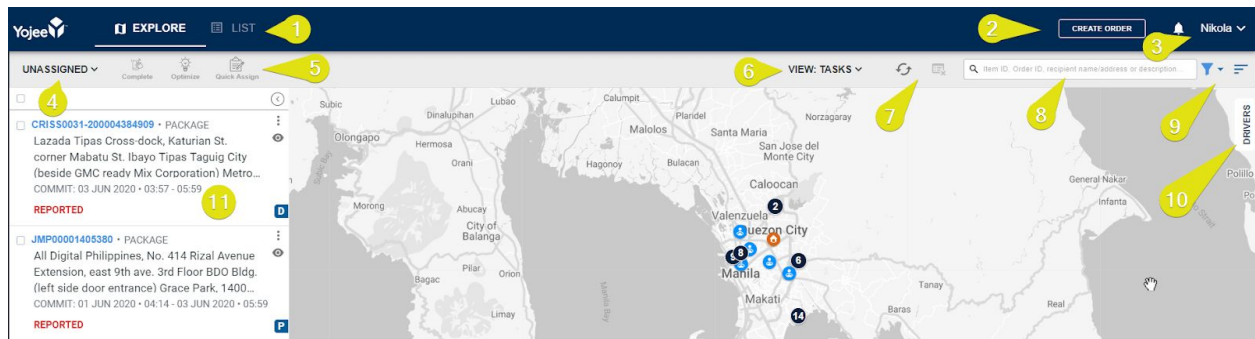 Yojee
EXPLORE
LIST
1
2
CREATE ORDER
3
Nikola
UNASSIGNED
Complete
Optimize
Quick Assign
4
5
6
VIEW: TASKS
7
Item ID, Order ID, recipient name/address or description...
8
9
10
DRIVERS
CRISS0031-200004384909 • PACKAGE
Lazada Tipas Cross-dock, Katurian St.
corner Mabatu St. Ibayo Tipas Taguig City
(beside GMC ready Mix Corporation) Metro...
COMMIT: 03 JUN 2020 • 03:57 - 05:59
REPORTED
11
D
JMP00001405380 • PACKAGE
All Digital Philippines, No. 414 Rizal Avenue
Extension, east 9th ave. 3rd Floor BDO Bldg.
(left side door entrance) Grace Park, 1400...
COMMIT: 01 JUN 2020 • 04:14 - 03 JUN 2020 • 05:59
REPORTED
P
Subic
Lubao
Calumpit
Dinalupihan
Plaridel
Norzagaray
Olongapo
Hermosa
Malolos
Santa Maria
San Jose del
Monte City
Orani
Hagonoy
Bulacan
Caloocan
General Nakar
Polillo
Infanta
Po
Morong
Abucay
2
Valenzuela
City of
Balanga
Quezon City
9
8
6
Manila
Pilar
Orion
Bagac
Tanay
Makati
Real
Limay
14
Baras
Manila Bay